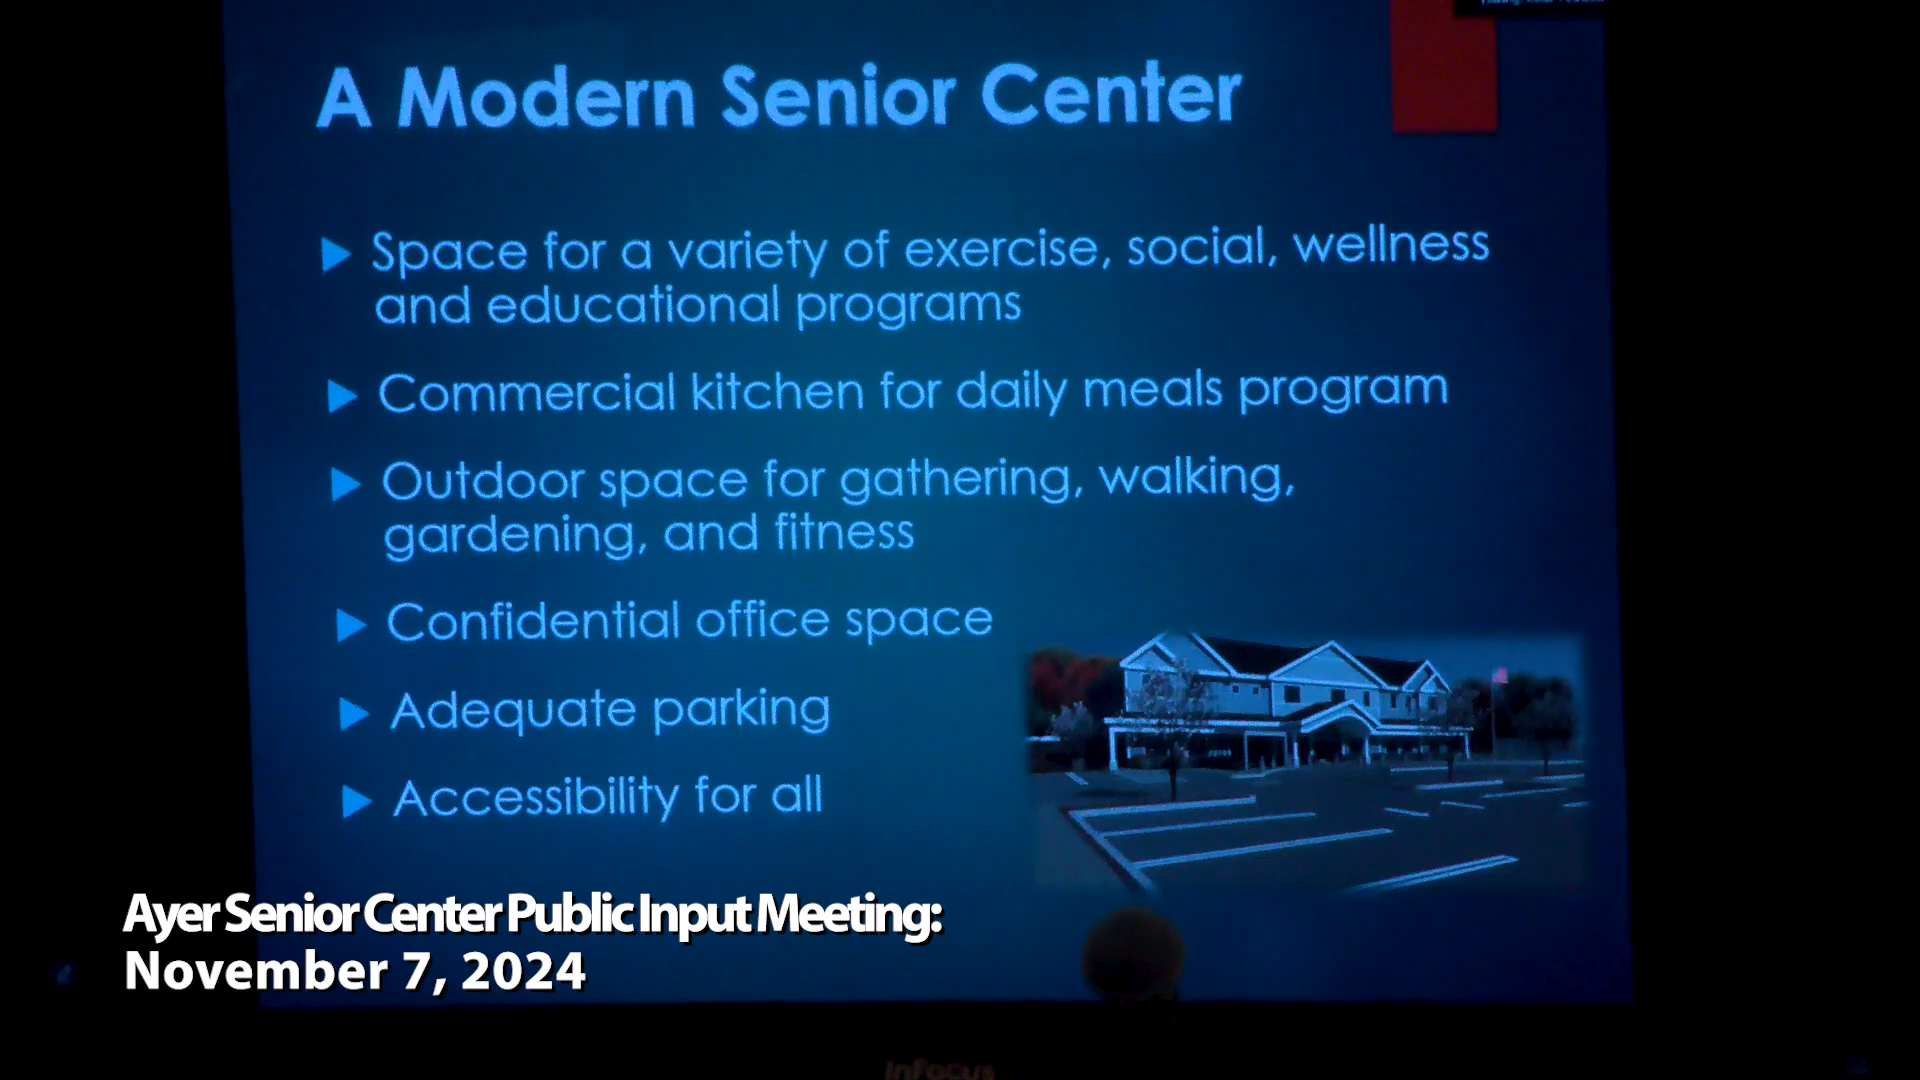 A Modern Senior Center
Space for a variety of exercise, social, wellness
and educational programs
Commercial kitchen for daily meals program
Outdoor space for gathering, walking,
gardening, and fitness
Confidential office space
Adequate parking
Accessibility for all
Ayer Senior Center Public Input Meeting:
November 7, 2024
InFocus